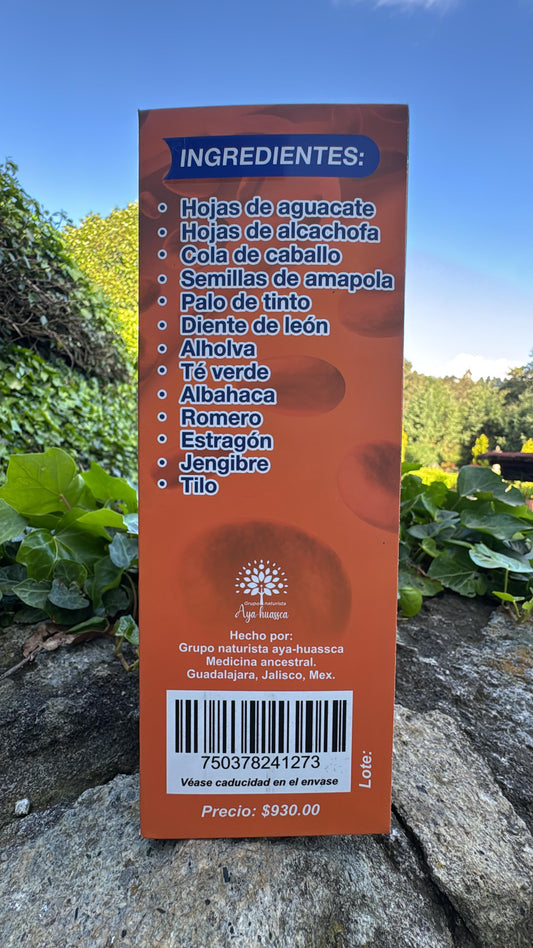 INGREDIENTES:
• Hojas de aguacate
• Hojas de alcachofa
• Cola de caballo
• Semillas de amapola
• Palo de tinto
• Diente de león
• Alholva
• Té verde
• Albahaca
• Romero
• Estragón
• Jengibre
• Tilo
Grupo naturista
Aya-huassca
Hecho por:
Grupo naturista aya-huassca
Medicina ancestral.
Guadalajara, Jalisco, Mex.
750378241273
Véase caducidad en el envase
Lote:
Precio: $930.00